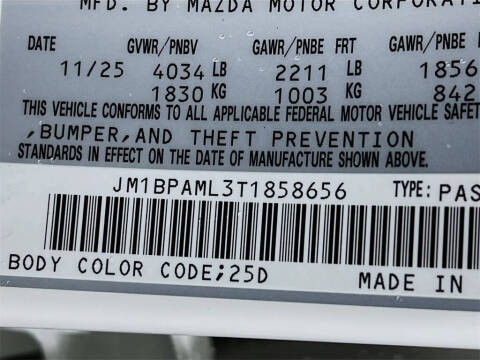 MFD. BY MAZDA MOTOR CORPORATI
DATE GVWR/PNBV GAWR/PNBE FRT GAWR/PNBE
11/25 4034 LB 2211 LB 1856
1830 KG 1003 KG 842
THIS VEHICLE CONFORMS TO ALL APPLICABLE FEDERAL MOTOR VEHICLE SAFET
,BUMPER,AND THEFT PREVENTION
STANDARDS IN EFFECT ON THE DATE OF MANUFACTURE SHOWN ABOVE.
JM1BPAML3T1858656 TYPE: PAS
BODY COLOR CODE;25D MADE IN